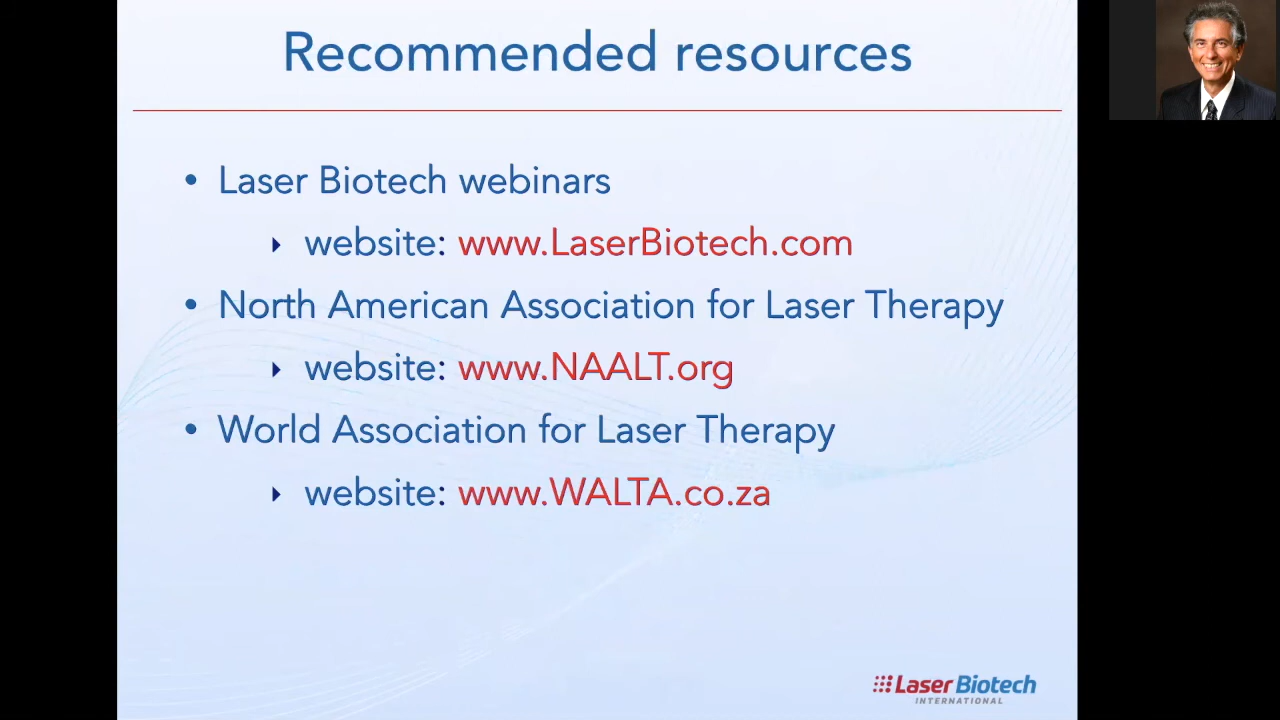 Recommended resources
• Laser Biotech webinars
‣ website: www.LaserBiotech.com
• North American Association for Laser Therapy
‣ website: www.NAALT.org
• World Association for Laser Therapy
‣ website: www.WALTA.co.za
Laser Biotech
INTERNATIONAL